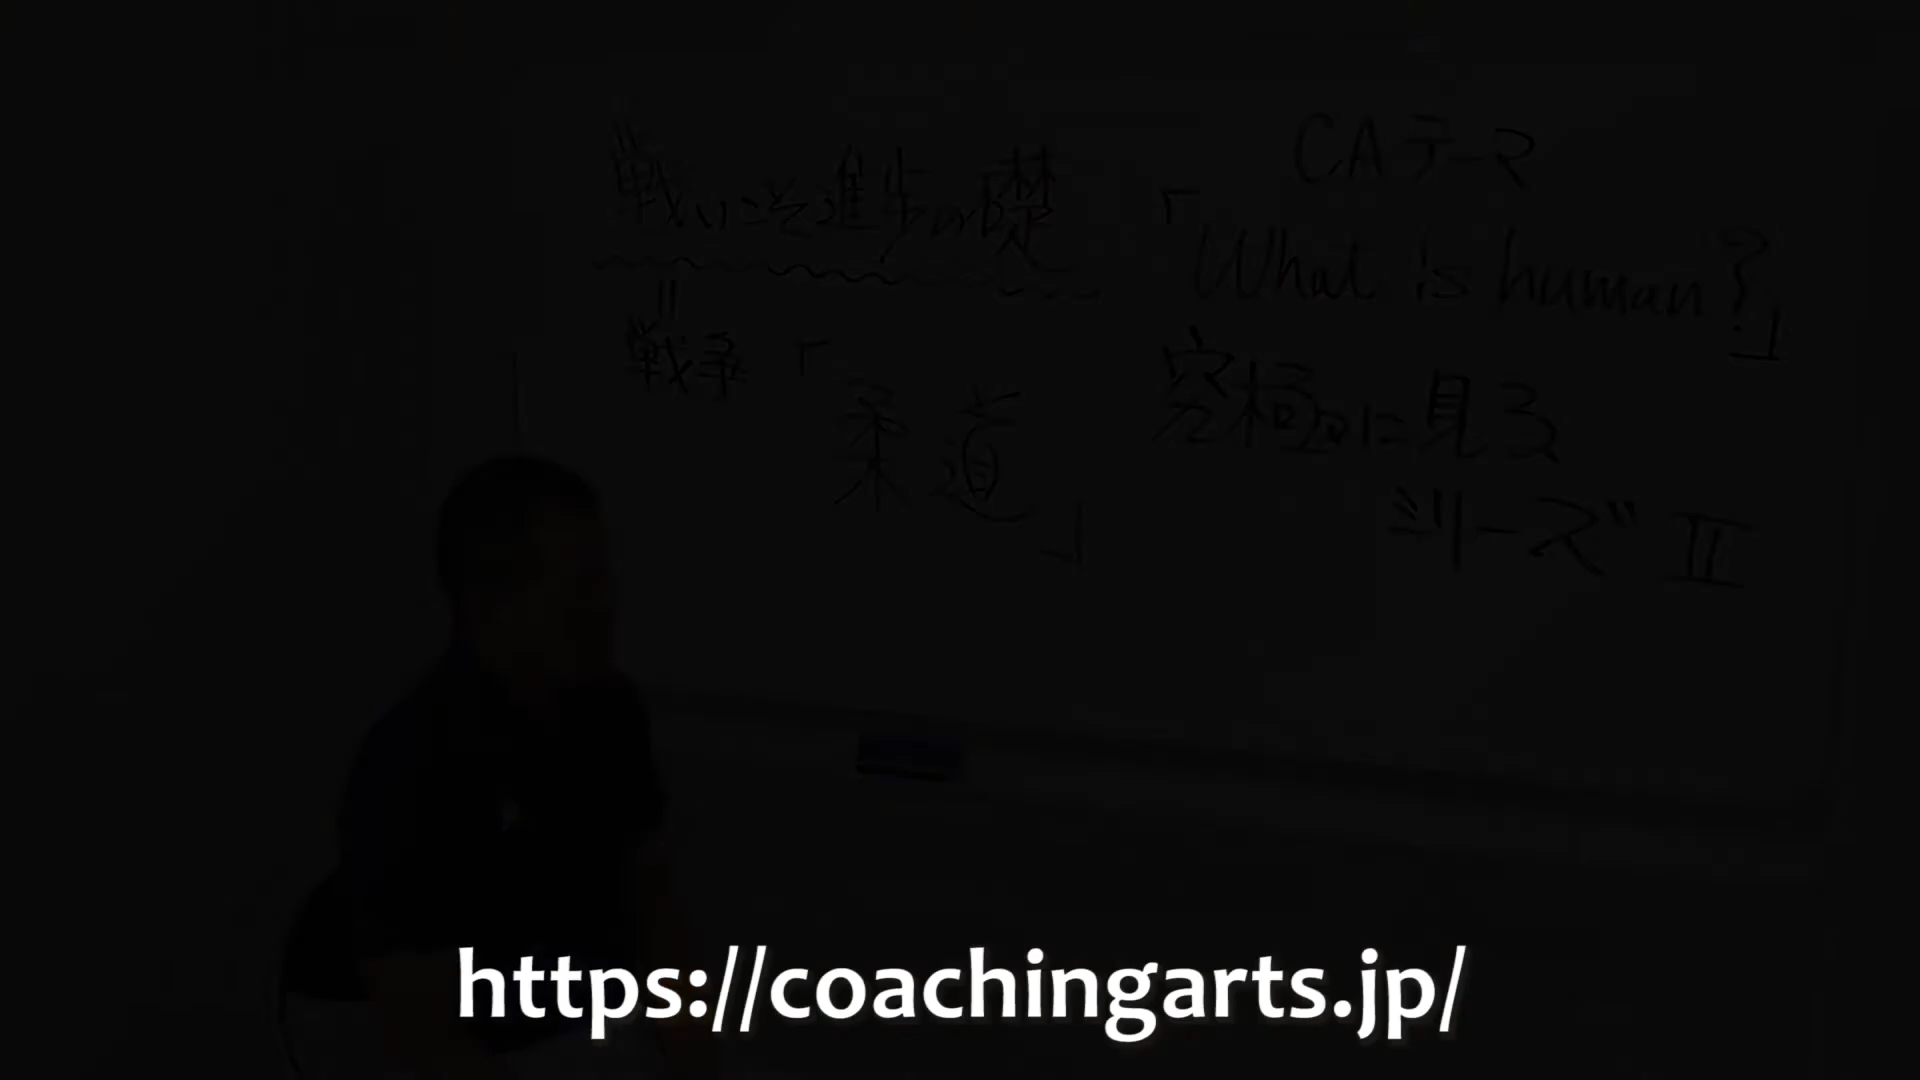 戦いこそ進歩の礎
||
戦争「
柔道
」
CAテーマ
「What is human?」
究極に見る
シリーズⅡ
https://coachingarts.jp/